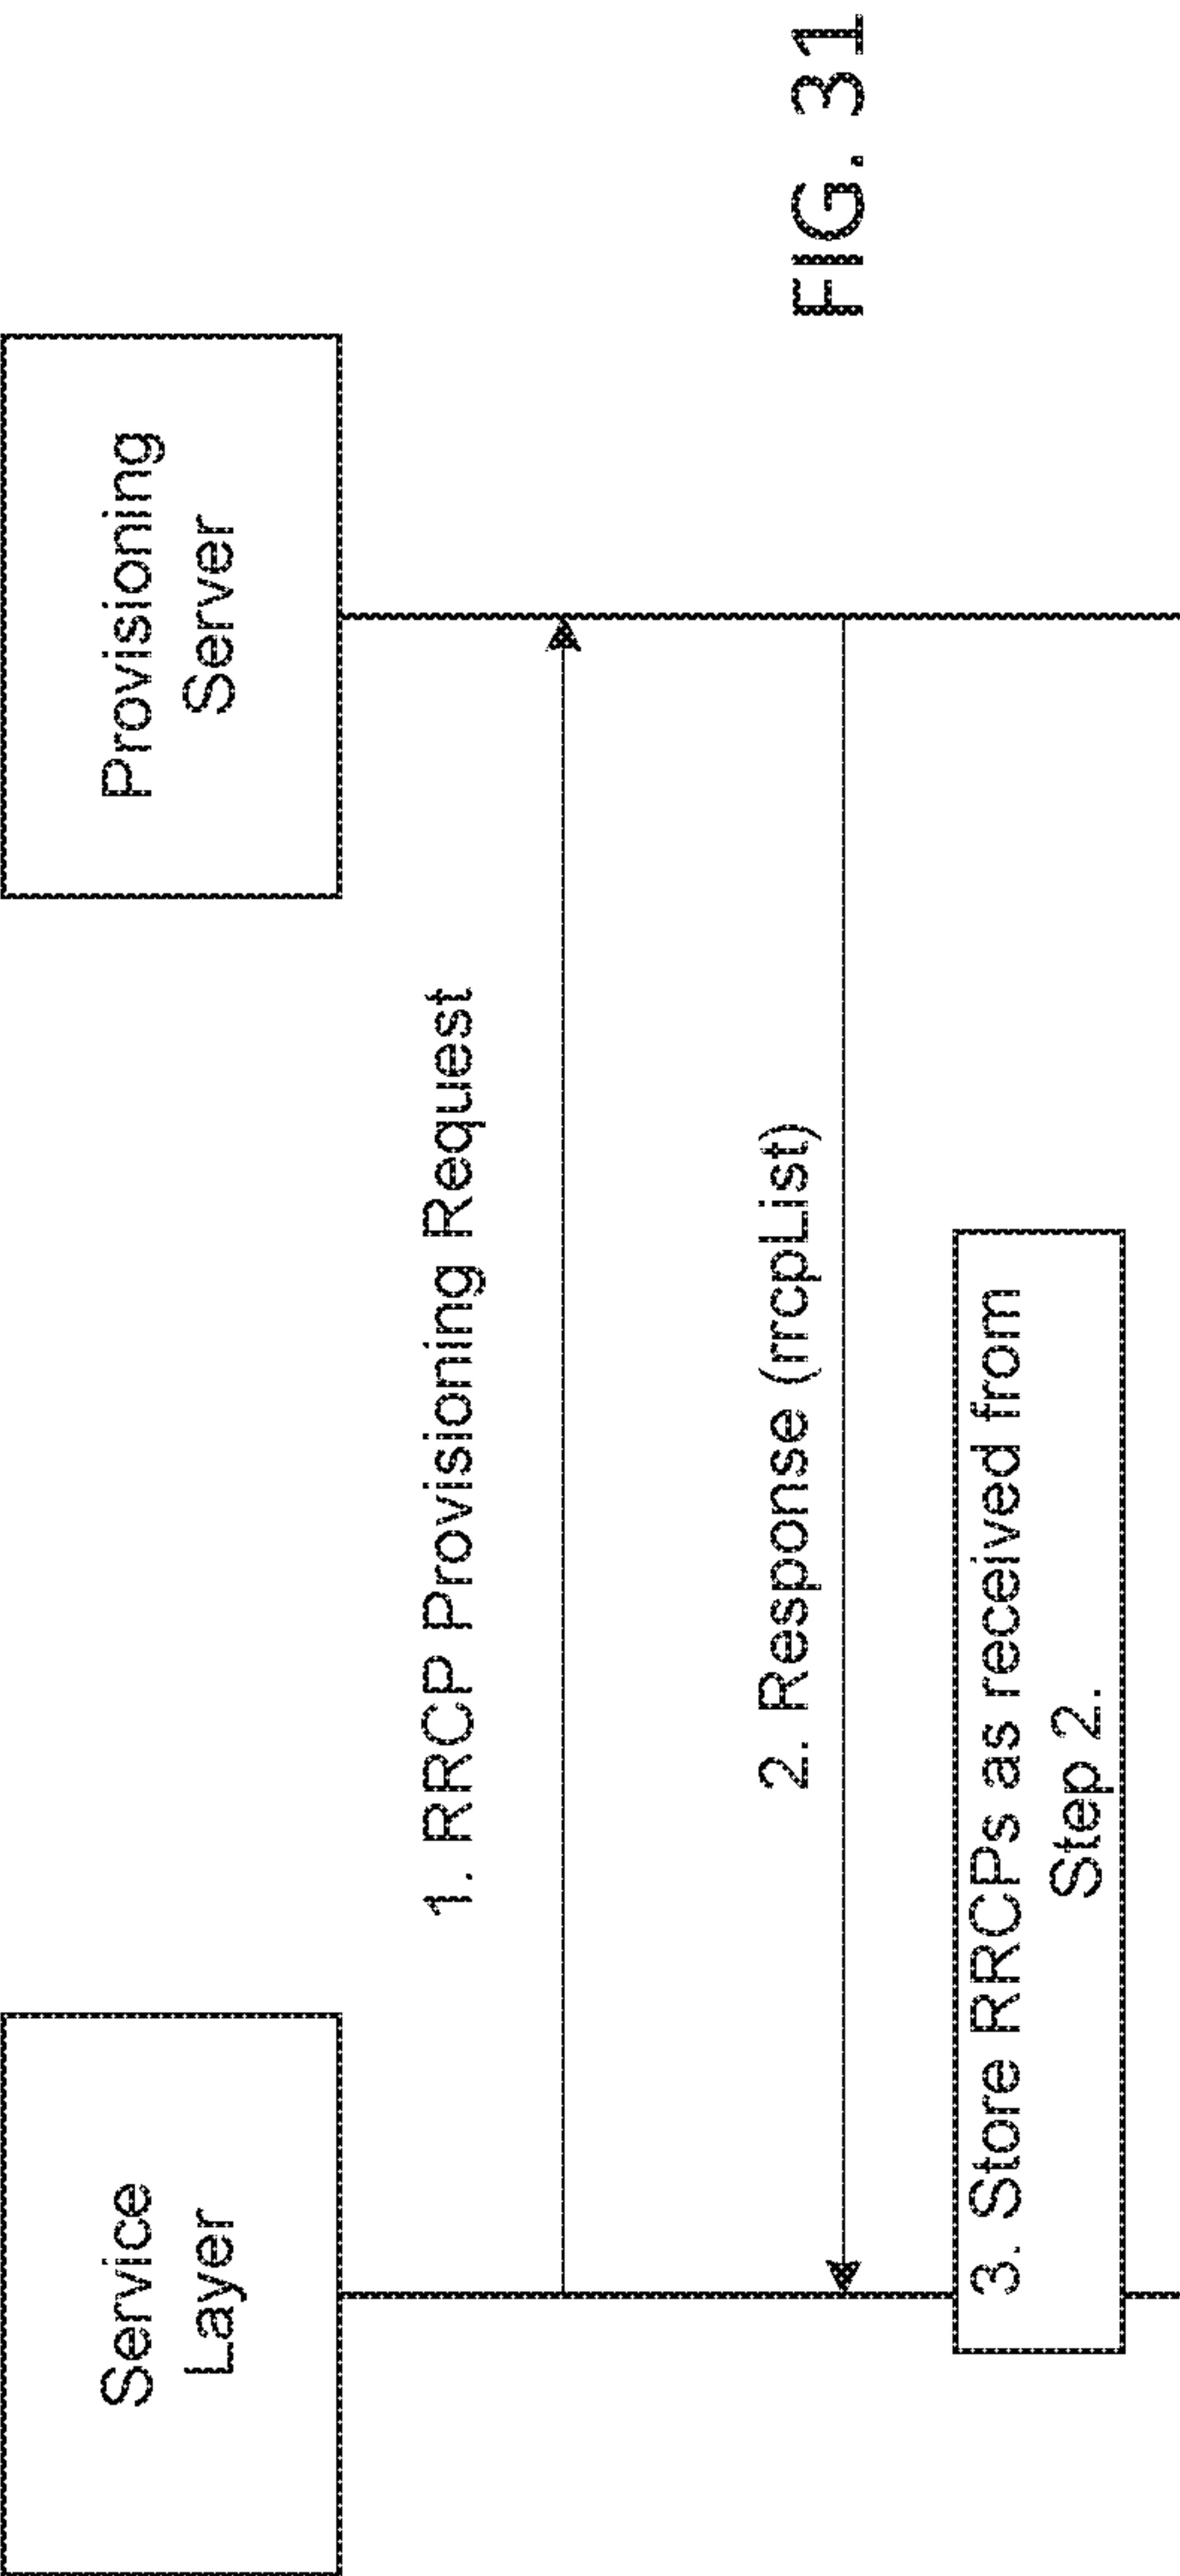 Service
Layer
Provisioning
Server
1. RRCP Provisioning Request
2. Response (rrcpList)
3. Store RRCPs as received from
Step 2.
FIG. 31